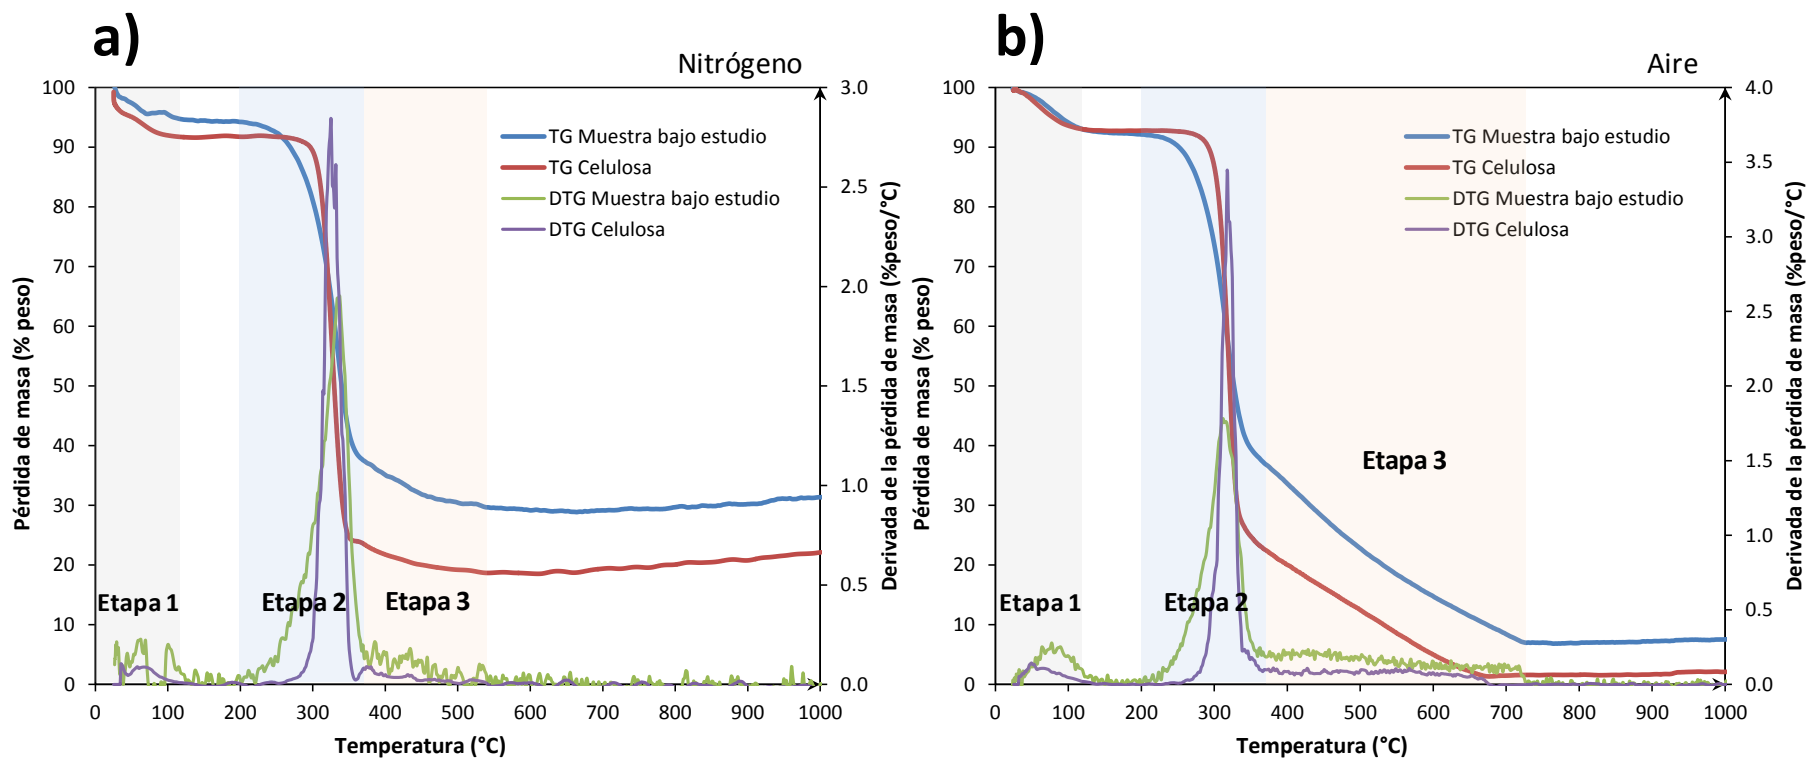 a)
Nitrógeno
100
90
80
70
60
50
40
30
20
10
0
Pérdida de masa (% peso)
TG Muestra bajo estudio
TG Celulosa
DTG Muestra bajo estudio
DTG Celulosa
Etapa 1
Etapa 2
Etapa 3
3.0
2.5
2.0
1.5
1.0
0.5
0.0
Derivada de la pérdida de masa (%peso/°C)
0 100 200 300 400 500 600 700 800 900 1000
Temperatura (°C)
b)
Aire
100
90
80
70
60
50
40
30
20
10
0
Pérdida de masa (% peso)
TG Muestra bajo estudio
TG Celulosa
DTG Muestra bajo estudio
DTG Celulosa
Etapa 3
Etapa 1
Etapa 2
4.0
3.5
3.0
2.5
2.0
1.5
1.0
0.5
0.0
Derivada de la pérdida de masa (%peso/°C)
0 100 200 300 400 500 600 700 800 900 1000
Temperatura (°C)